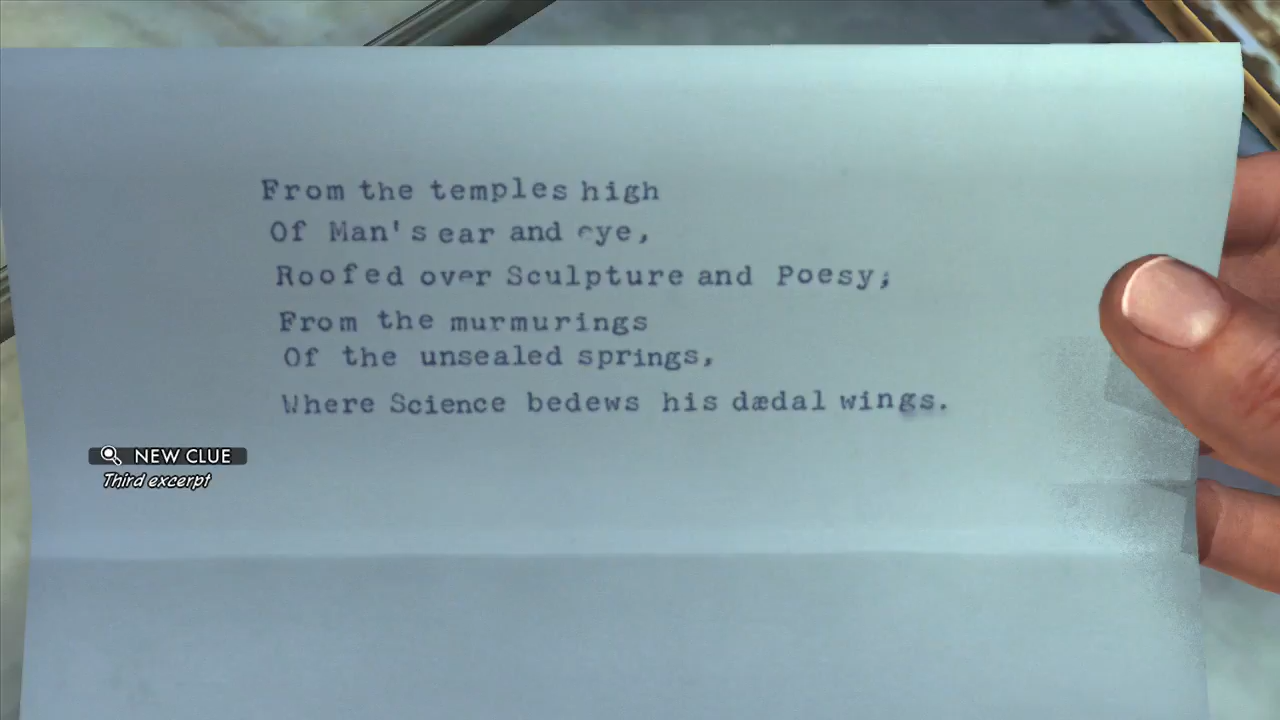 From the temples high
Of Man's ear and eye,
Roofed over Sculpture and Poesy;
From the murmurings
Of the unsealed springs,
Where Science bedews his dædal wings.
NEW CLUE
Third excerpt